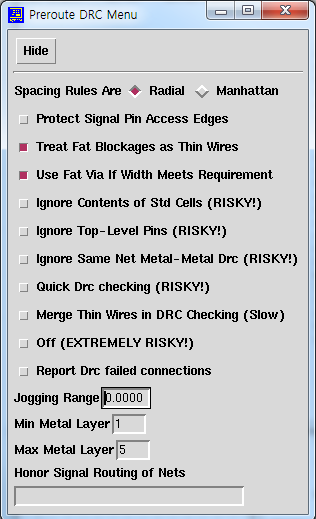 Preroute DRC Menu
Hide
Spacing Rules Are Radial Manhattan
Protect Signal Pin Access Edges
Treat Fat Blockages as Thin Wires
Use Fat Via If Width Meets Requirement
Ignore Contents of Std Cells (RISKY!)
Ignore Top-Level Pins (RISKY!)
Ignore Same Net Metal-Metal Drc (RISKY!)
Quick Drc checking (RISKY!)
Merge Thin Wires in DRC Checking (Slow)
Off (EXTREMELY RISKY!)
Report Drc failed connections
Jogging Range 0.0000
Min Metal Layer 1
Max Metal Layer 5
Honor Signal Routing of Nets